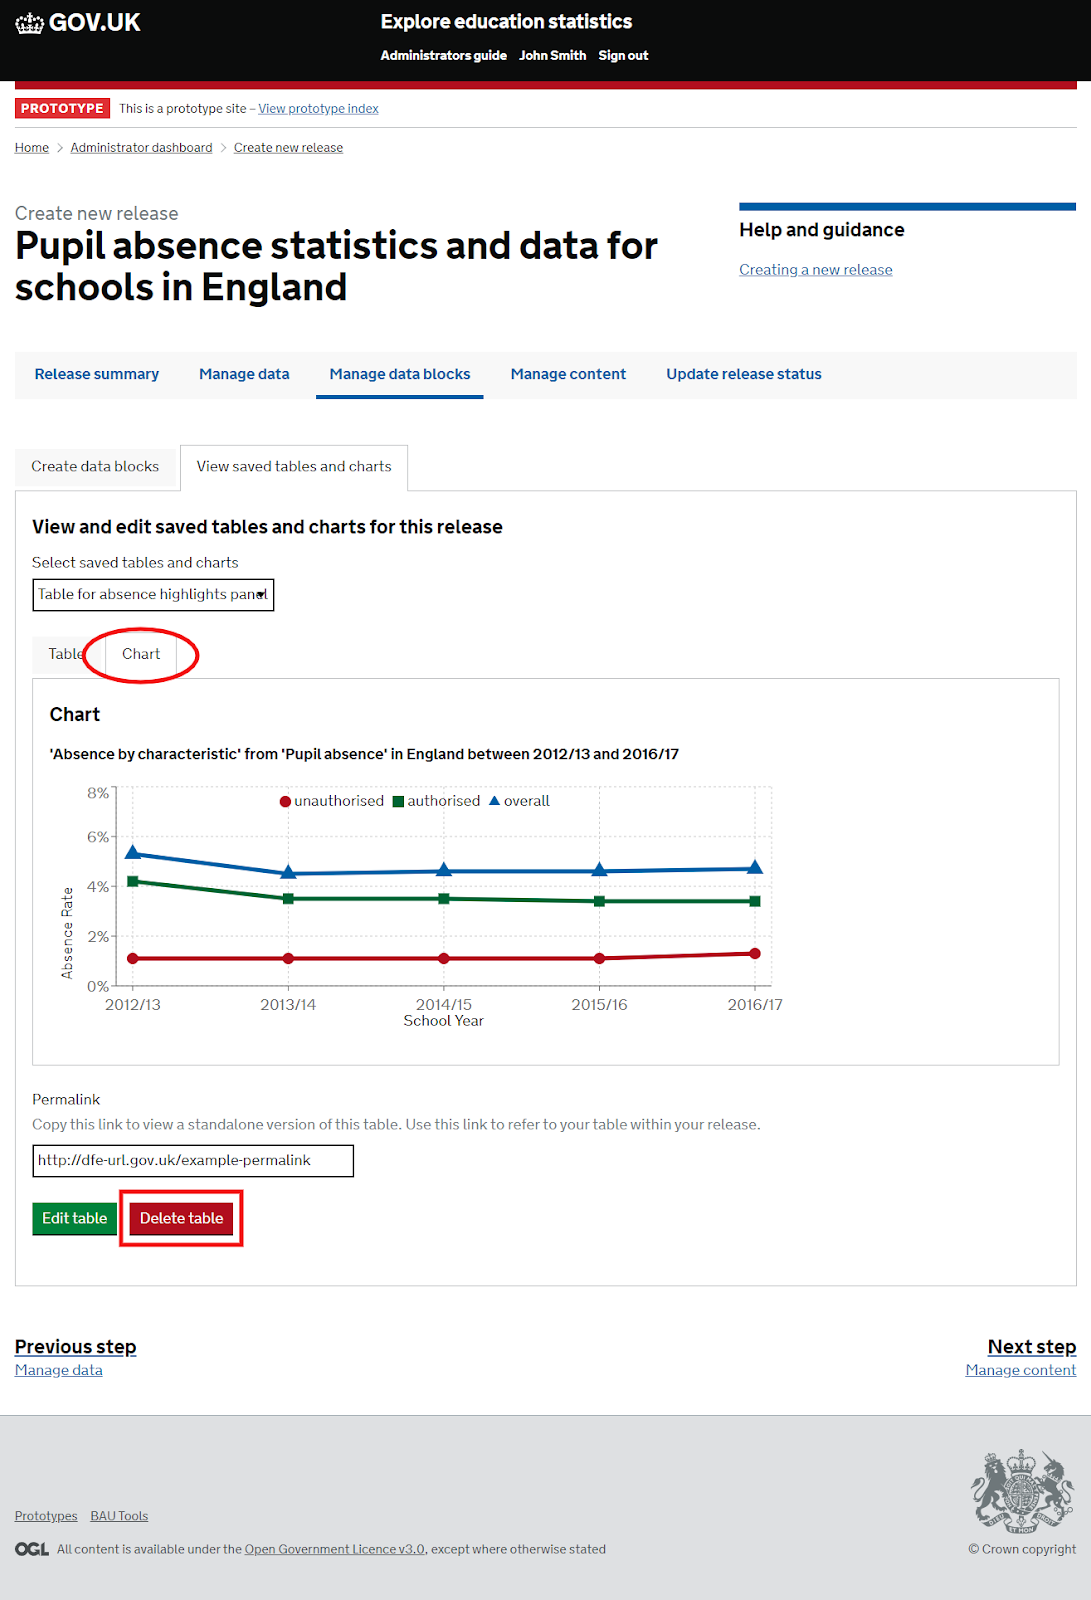 GOV.UK
Explore education statistics
Administrators guide John Smith Sign out
PROTOTYPE This is a prototype site – View prototype index
Home Administrator dashboard Create new release
Create new release
Pupil absence statistics and data for
schools in England
Help and guidance
Creating a new release
Release summary Manage data Manage data blocks Manage content Update release status
Create data blocks View saved tables and charts
View and edit saved tables and charts for this release
Select saved tables and charts
Table for absence highlights panel
Table Chart
Chart
'Absence by characteristic' from 'Pupil absence' in England between 2012/13 and 2016/17
unauthorised authorised overall
8%
6%
4%
2%
0%
Absence Rate
2012/13 2013/14 2014/15 2015/16 2016/17
School Year
Permalink
Copy this link to view a standalone version of this table. Use this link to refer to your table within your release.
http://dfe-url.gov.uk/example-permalink
Edit table Delete table
Previous step
Manage data
Next step
Manage content
Prototypes BAU Tools
OGL All content is available under the Open Government Licence v3.0, except where otherwise stated
© Crown copyright